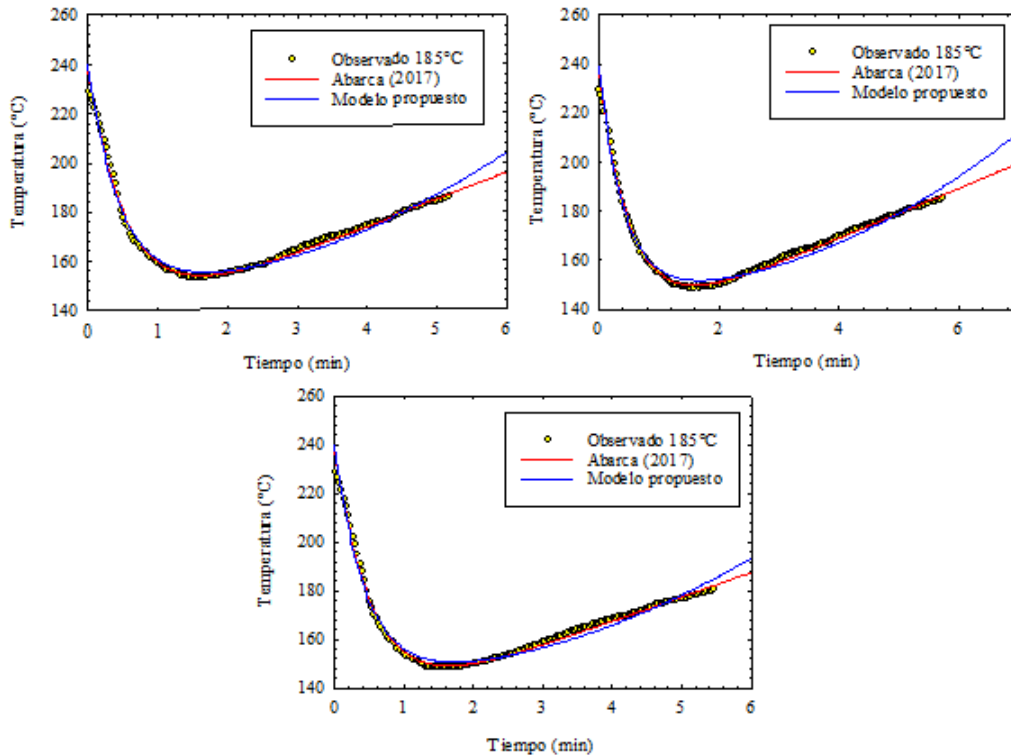 260
240
220
200
180
160
140
Temperatura (°C)
Observado 185°C
Abarca (2017)
Modelo propuesto
0 1 2 3 4 5 6
Tiempo (min)
260
240
220
200
180
160
140
Temperatura (°C)
Observado 185°C
Abarca (2017)
Modelo propuesto
0 2 4 6
Tiempo (min)
260
240
220
200
180
160
140
Temperatura (°C)
Observado 185°C
Abarca (2017)
Modelo propuesto
0 1 2 3 4 5 6
Tiempo (min)